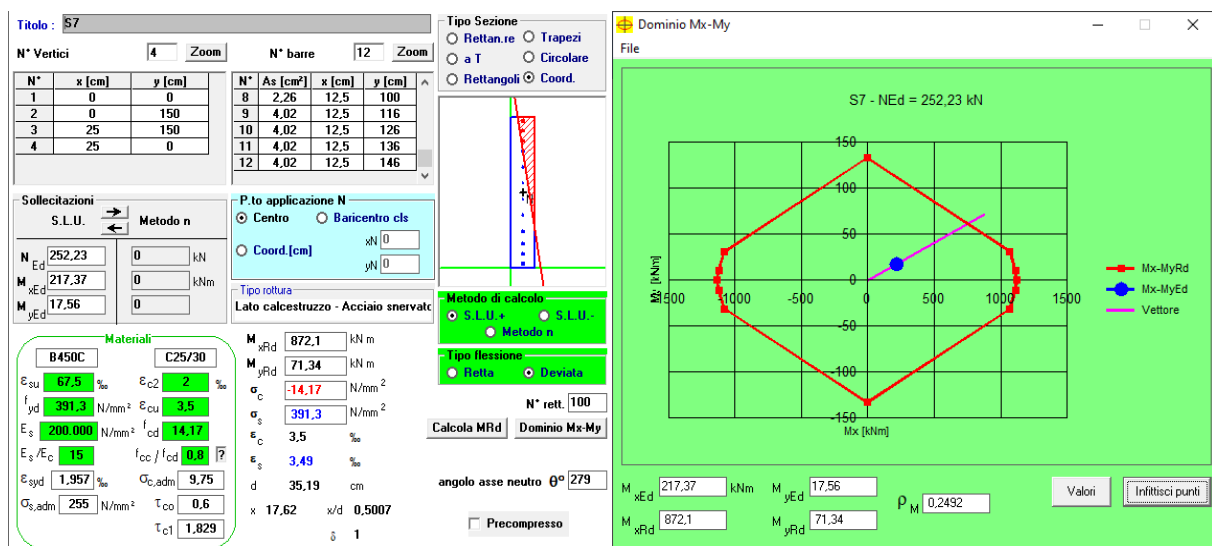 Titolo : S7
N° Vertici 4 Zoom N° barre 12 Zoom
N° x [cm] y [cm]
1 0 0
2 0 150
3 25 150
4 25 0
N° As [cm²] x [cm] y [cm]
8 2,26 12,5 100
9 4,02 12,5 116
10 4,02 12,5 126
11 4,02 12,5 136
12 4,02 12,5 146
Tipo Sezione
Rettan.re Trapezi
a T Circolare
Rettangoli Coord.
Sollecitazioni
S.L.U. Metodo n
N Ed 252,23 0 kN
M xEd 217,37 0 kNm
M yEd 17,56 0
P.to applicazione N
Centro Baricentro cls
Coord.[cm] xN 0
yN 0
Tipo rottura
Lato calcestruzzo - Acciaio snervato
N
Metodo di calcolo
S.L.U.+ S.L.U.-
Metodo n
Tipo flessione
Retta Deviata
N° rett. 100
Calcola MRd Dominio Mx-My
angolo asse neutro θ° 279
Precompresso
Materiali
B450C C25/30
εsu 67,5 ‰ εc2 2 ‰
fyd 391,3 N/mm² εcu 3,5
Es 200.000 N/mm² fcd 14,17
Es/Ec 15 fcc / fcd 0,8 ?
εsyd 1,957 ‰ σc,adm 9,75
σs,adm 255 N/mm² τco 0,6
τc1 1,829
M xRd 872,1 kN m
M yRd 71,34 kN m
σc -14,17 N/mm²
σs 391,3 N/mm²
εc 3,5 ‰
εs 3,49 ‰
d 35,19 cm
x 17,62 x/d 0,5007
δ 1
Dominio Mx-My
File
S7 - NEd = 252,23 kN
150
100
50
0
-50
-100
-150
-1500 -1000 -500 0 500 1000 1500
My [kNm]
Mx [kNm]
Mx-MyRd
Mx-MyEd
Vettore
M xEd 217,37 kNm M yEd 17,56
M xRd 872,1 M yRd 71,34
ρ M 0,2492
Valori Infittisci punti